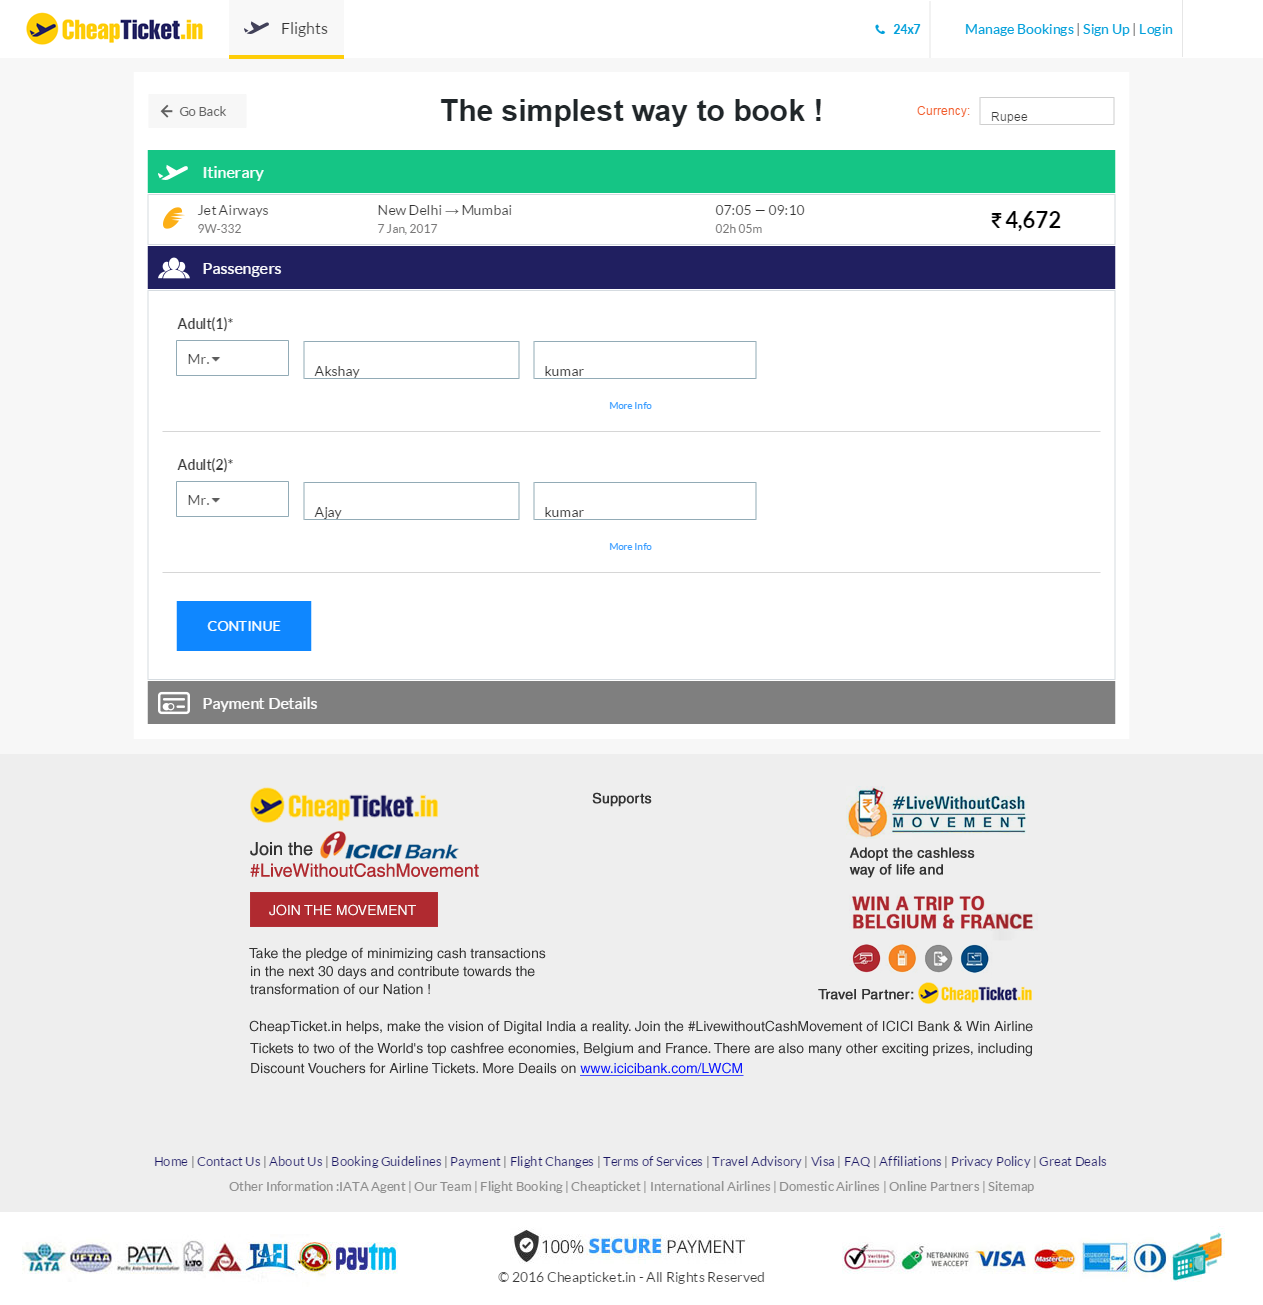 CheapTicket.in
Flights
24x7
Manage Bookings | Sign Up | Login
Go Back
The simplest way to book !
Currency:
Rupee
Itinerary
Jet Airways
New Delhi → Mumbai
07:05 — 09:10
₹ 4,672
9W-332
7 Jan, 2017
02h 05m
Passengers
Adult(1)*
Mr.
Akshay
kumar
More Info
Adult(2)*
Mr.
Ajay
kumar
More Info
CONTINUE
Payment Details
CheapTicket.in
Join the ICICI Bank
#LiveWithoutCashMovement
JOIN THE MOVEMENT
Take the pledge of minimizing cash transactions
in the next 30 days and contribute towards the
transformation of our Nation !
Supports
#LiveWithoutCash
MOVEMENT
Adopt the cashless
way of life and
WIN A TRIP TO
BELGIUM & FRANCE
Travel Partner: CheapTicket.in
CheapTicket.in helps, make the vision of Digital India a reality. Join the #LivewithoutCashMovement of ICICI Bank & Win Airline
Tickets to two of the World's top cashfree economies, Belgium and France. There are also many other exciting prizes, including
Discount Vouchers for Airline Tickets. More Deails on www.icicibank.com/LWCM
Home | Contact Us | About Us | Booking Guidelines | Payment | Flight Changes | Terms of Services | Travel Advisory | Visa | FAQ | Affiliations | Privacy Policy | Great Deals
Other Information :IATA Agent | Our Team | Flight Booking | Cheapticket | International Airlines | Domestic Airlines | Online Partners | Sitemap
IATA
UFTAA
PATA
Pacific Asia Travel Association
IATO
TAFI
paytm
100% SECURE PAYMENT
© 2016 Cheapticket.in - All Rights Reserved
VeriSign
Secured
NETBANKING
WE ACCEPT
VISA
MasterCard